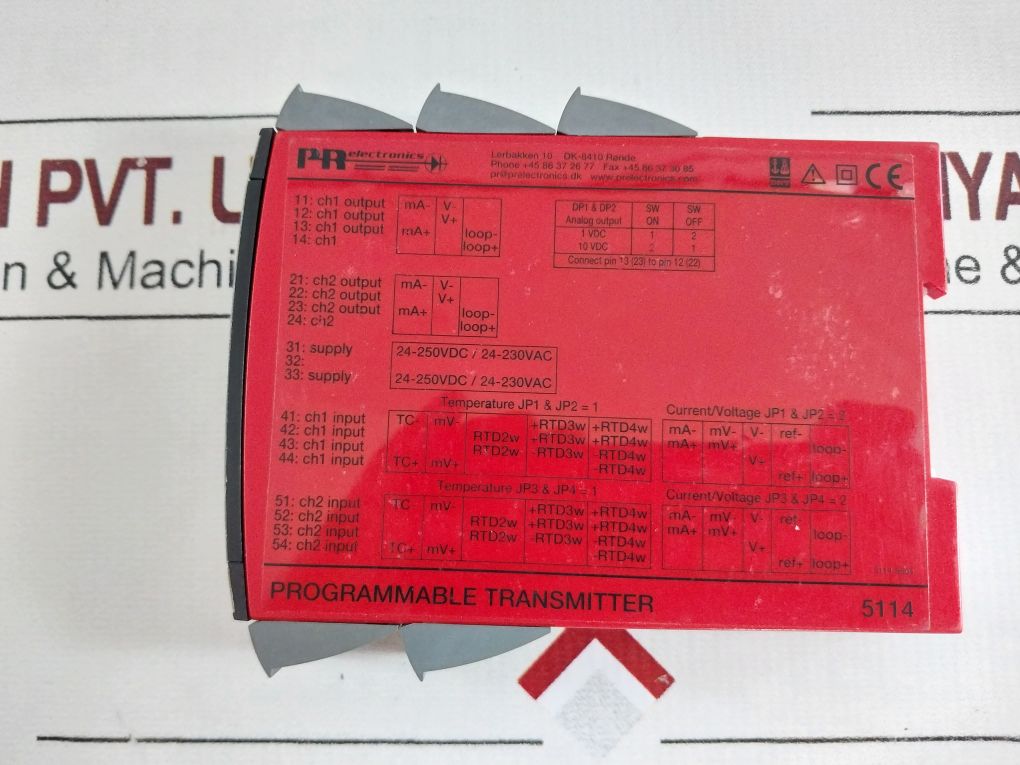 N PVT. U
n & Machi
IYA
ne &
PR electronics
Lerbakken 10 DK-8410 Rønde
Phone +45 86 37 26 77 Fax +45 86 37 30 85
pr@prelectronics.dk www.prelectronics.com
CE
11: ch1 output mA- V-
12: ch1 output V+
13: ch1 output mA+ loop-
14: ch1 loop+
DP1 & DP2 SW SW
Analog output ON OFF
1 VDC 1 2
10 VDC 2 1
Connect pin 13 (23) to pin 12 (22)
21: ch2 output mA- V-
22: ch2 output V+
23: ch2 output mA+ loop-
24: ch2 loop+
31: supply 24-250VDC / 24-230VAC
32:
33: supply 24-250VDC / 24-230VAC
Temperature JP1 & JP2 = 1 Current/Voltage JP1 & JP2 = 2
41: ch1 input TC- mV- +RTD3w +RTD4w mA- mV- V- ref-
42: ch1 input RTD2w +RTD3w +RTD4w mA+ mV+ loop-
43: ch1 input RTD2w -RTD3w -RTD4w V+
44: ch1 input TC+ mV+ -RTD4w ref+ loop+
Temperature JP3 & JP4 = 1 Current/Voltage JP3 & JP4 = 2
51: ch2 input TC mV- +RTD3w +RTD4w mA- mV- V- ref-
52: ch2 input RTD2w +RTD3w +RTD4w mA+ mV+ loop-
53: ch2 input RTD2w -RTD3w -RTD4w V+
54: ch2 input TC+ mV+ -RTD4w ref+ loop+
PROGRAMMABLE TRANSMITTER 5114